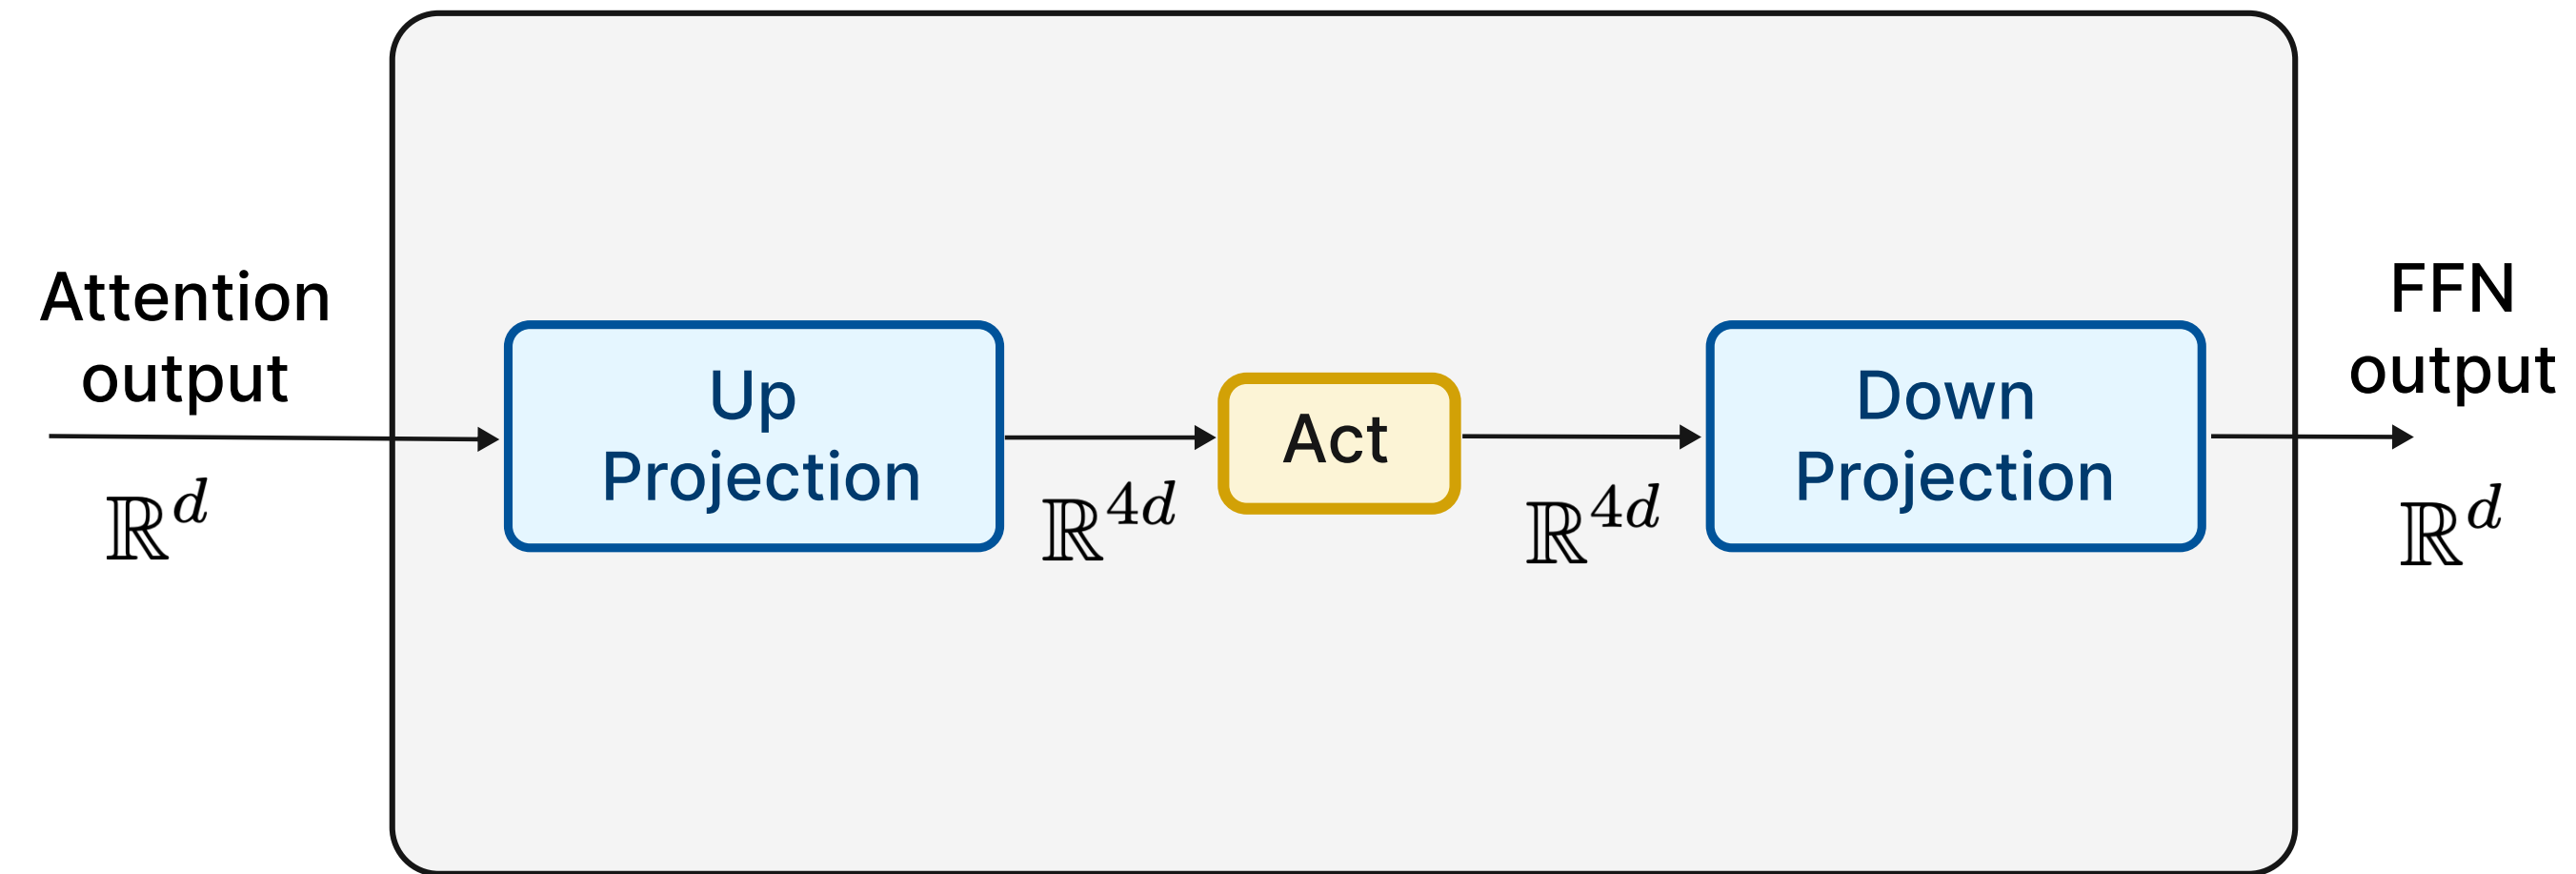 Attention
output
ℝ^d
Up
Projection
ℝ^{4d}
Act
ℝ^{4d}
Down
Projection
FFN
output
ℝ^d